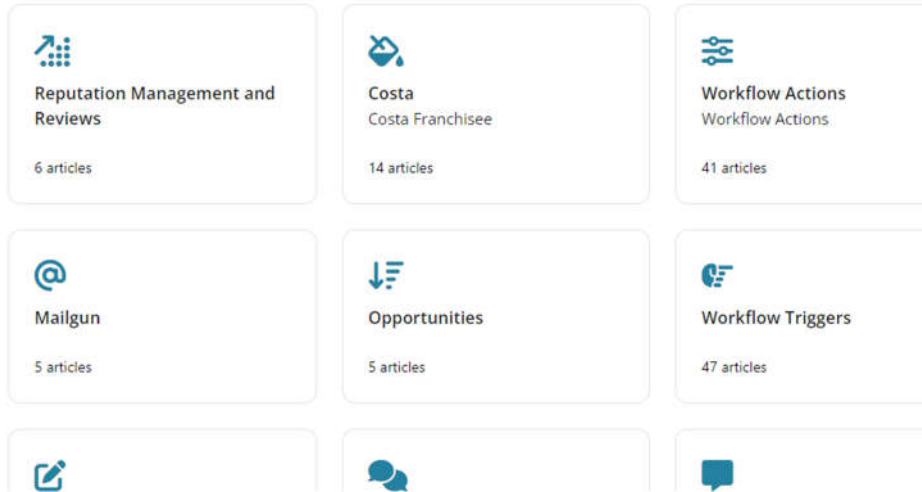 Reputation Management and
Reviews
6 articles
Costa
Costa Franchisee
14 articles
Workflow Actions
Workflow Actions
41 articles
Mailgun
5 articles
Opportunities
5 articles
Workflow Triggers
47 articles